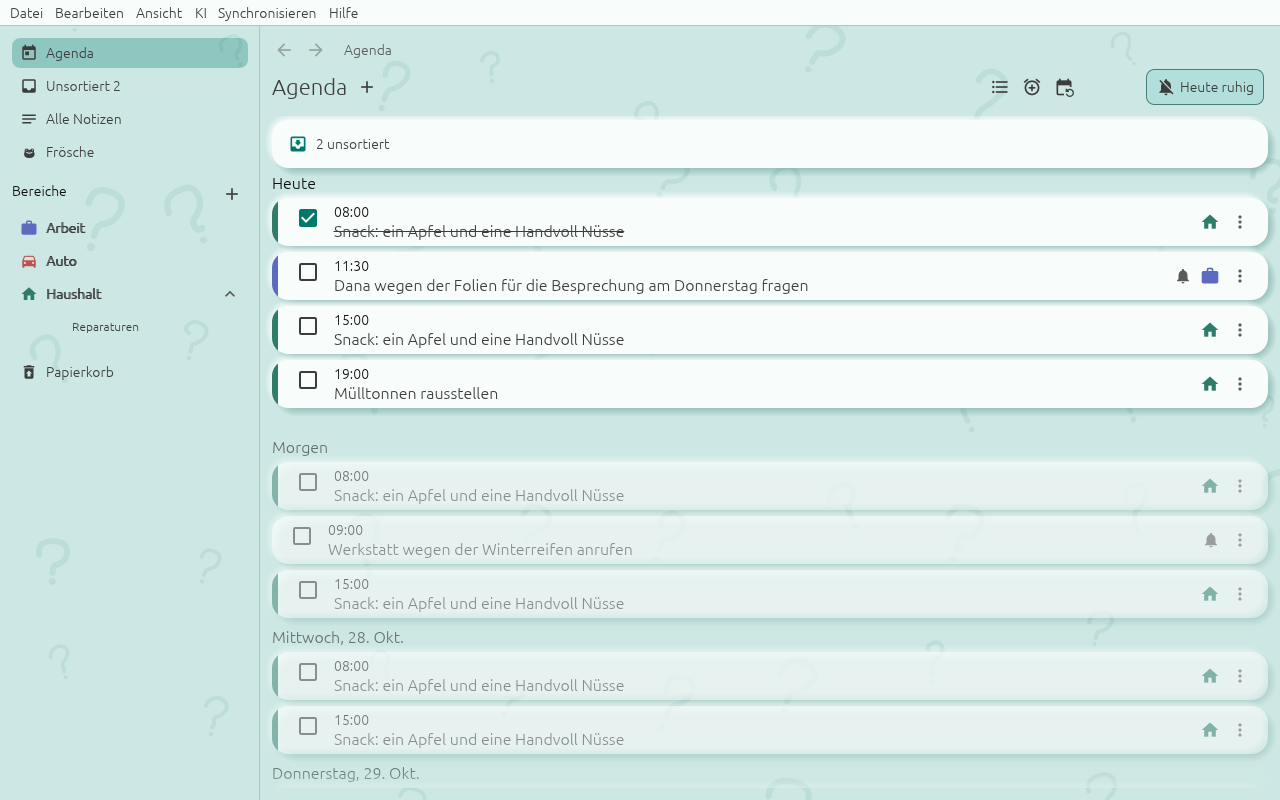 Datei Bearbeiten Ansicht KI Synchronisieren Hilfe
Agenda
Unsortiert 2
Alle Notizen
Frösche
Bereiche
Arbeit
Auto
Haushalt
Reparaturen
Papierkorb
Agenda
Agenda
Heute ruhig
2 unsortiert
Heute
08:00
Snack: ein Apfel und eine Handvoll Nüsse
11:30
Dana wegen der Folien für die Besprechung am Donnerstag fragen
15:00
Snack: ein Apfel und eine Handvoll Nüsse
19:00
Mülltonnen rausstellen
Morgen
08:00
Snack: ein Apfel und eine Handvoll Nüsse
09:00
Werkstatt wegen der Winterreifen anrufen
15:00
Snack: ein Apfel und eine Handvoll Nüsse
Mittwoch, 28. Okt.
08:00
Snack: ein Apfel und eine Handvoll Nüsse
15:00
Snack: ein Apfel und eine Handvoll Nüsse
Donnerstag, 29. Okt.